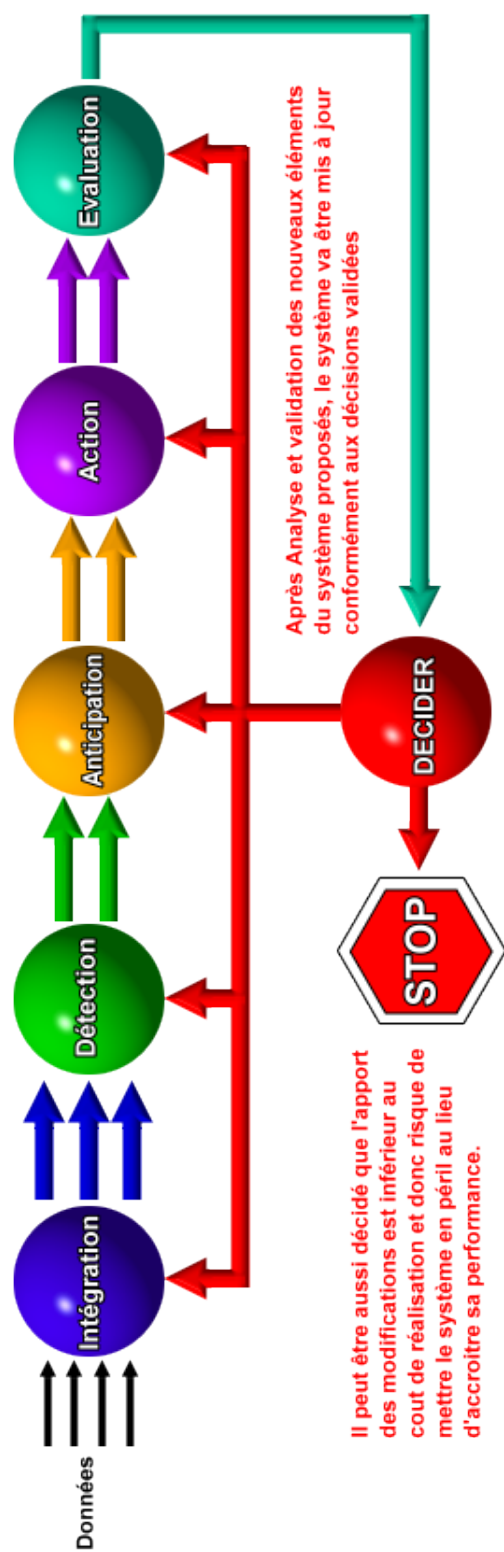 Données
Intégration
Détection
Anticipation
Action
Evaluation
Après Analyse et validation des nouveaux éléments
du système proposés, le système va être mis à jour
conformément aux décisions validées
DECIDER
STOP
Il peut être aussi décidé que l'apport
des modifications est inférieur au
cout de réalisation et donc risque de
mettre le système en péril au lieu
d'accroitre sa performance.